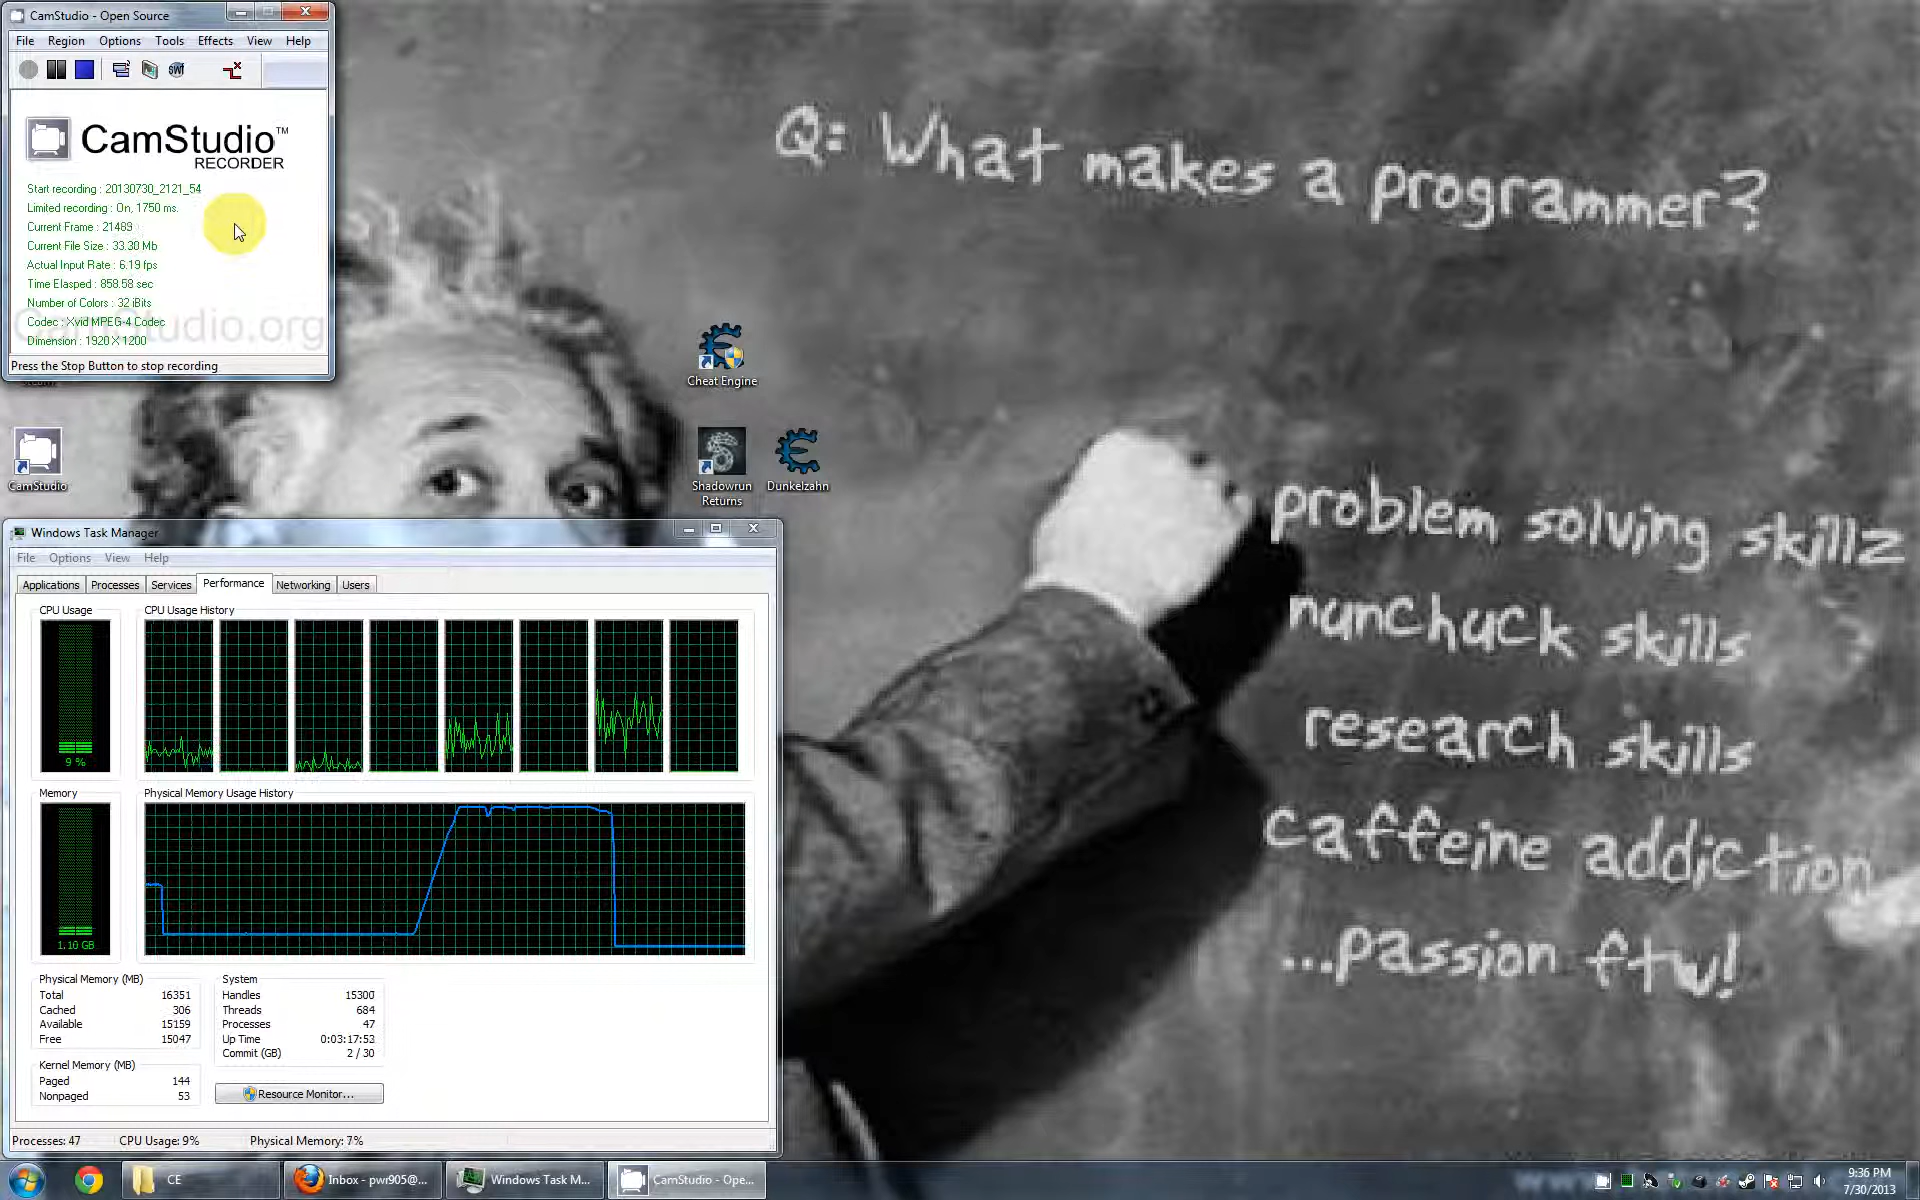 CamStudio - Open Source
File Region Options Tools Effects View Help
CamStudio™
RECORDER
Start recording : 20130730_2121_54
Limited recording : On, 1750 ms.
Current Frame : 21489
Current File Size : 33.30 Mb
Actual Input Rate : 6.19 fps
Time Elasped : 858.58 sec
Number of Colors : 32 iBits
Codec : Xvid MPEG-4 Codec
CamStudio.org
Dimension : 1920 X 1200
Press the Stop Button to stop recording
Q: What makes a programmer?
problem solving skillz
nunchuck skills
research skills
caffeine addiction
...passion ftw!
Cheat Engine
CamStudio
Shadowrun Returns
Dunkelzahn
Windows Task Manager
File Options View Help
Applications Processes Services Performance Networking Users
CPU Usage
CPU Usage History
9 %
Memory
Physical Memory Usage History
1.10 GB
Physical Memory (MB)
Total 16351
Cached 306
Available 15159
Free 15047
Kernel Memory (MB)
Paged 144
Nonpaged 53
System
Handles 15300
Threads 684
Processes 47
Up Time 0:03:17:53
Commit (GB) 2 / 30
Resource Monitor...
Processes: 47 CPU Usage: 9% Physical Memory: 7%
CE
Inbox - pwr905@...
Windows Task M...
CamStudio - Ope...
9:36 PM
7/30/2013